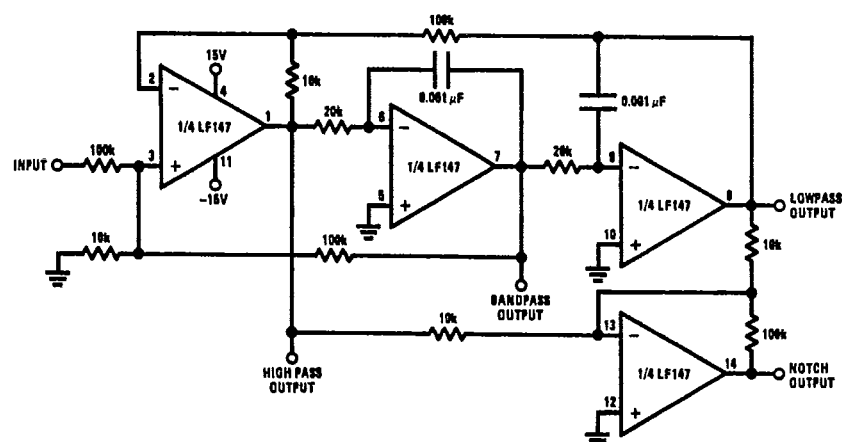 100k
15V
2
4
10k
0.001 µF
1/4 LF147
1
20k
6
0.001 µF
INPUT
100k
3
11
-15V
1/4 LF147
7
20k
9
5
1/4 LF147
8
LOWPASS OUTPUT
10k
100k
10
10k
BANDPASS OUTPUT
10k
13
100k
HIGH PASS OUTPUT
1/4 LF147
14
NOTCH OUTPUT
12